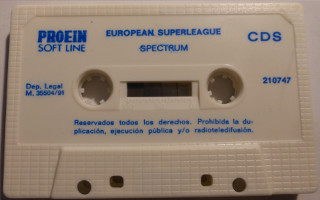 PROEIN
SOFT LINE
EUROPEAN SUPERLEAGUE
SPECTRUM
CDS
Dep. Legal
M. 35504/91
210747
Reservados todos los derechos. Prohibida la du-
plicación, ejecución pública y/o radioteledifusión.